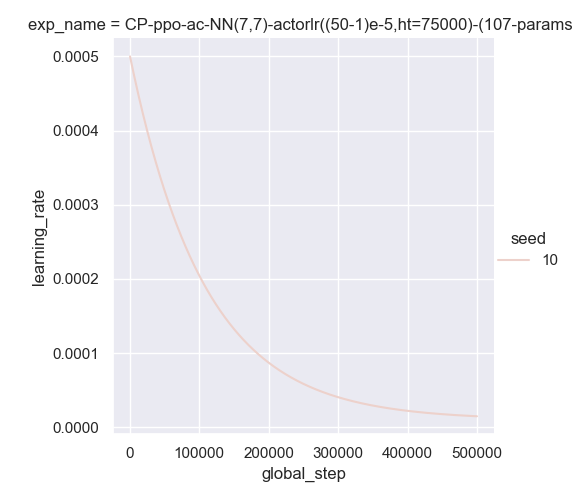 exp_name = CP-ppo-ac-NN(7,7)-actorlr((50-1)e-5,ht=75000)-(107-params
0.0005
0.0004
0.0003
0.0002
0.0001
0.0000
learning_rate
0 100000 200000 300000 400000 500000
global_step
seed
10